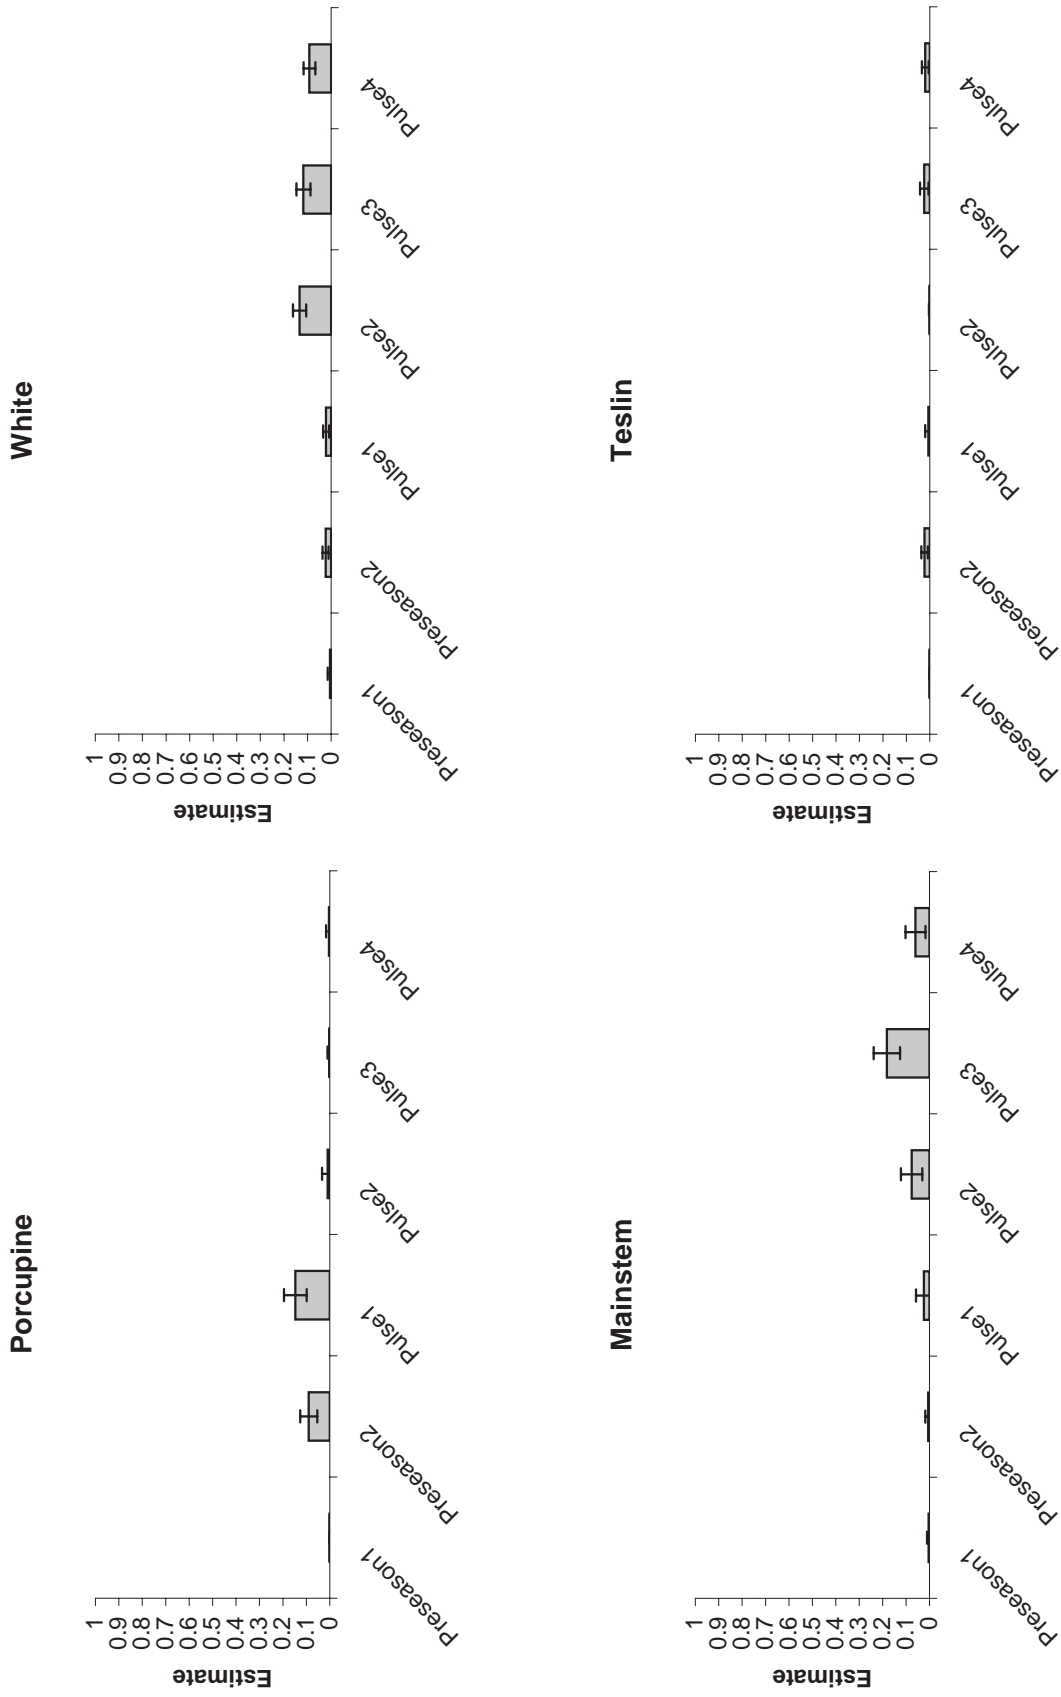 Porcupine
Estimate
1
0.9
0.8
0.7
0.6
0.5
0.4
0.3
0.2
0.1
0
Preseason1
Preseason2
Pulse1
Pulse2
Pulse3
Pulse4
White
Estimate
1
0.9
0.8
0.7
0.6
0.5
0.4
0.3
0.2
0.1
0
Preseason1
Preseason2
Pulse1
Pulse2
Pulse3
Pulse4
Mainstem
Estimate
1
0.9
0.8
0.7
0.6
0.5
0.4
0.3
0.2
0.1
0
Preseason1
Preseason2
Pulse1
Pulse2
Pulse3
Pulse4
Teslin
Estimate
1
0.9
0.8
0.7
0.6
0.5
0.4
0.3
0.2
0.1
0
Preseason1
Preseason2
Pulse1
Pulse2
Pulse3
Pulse4